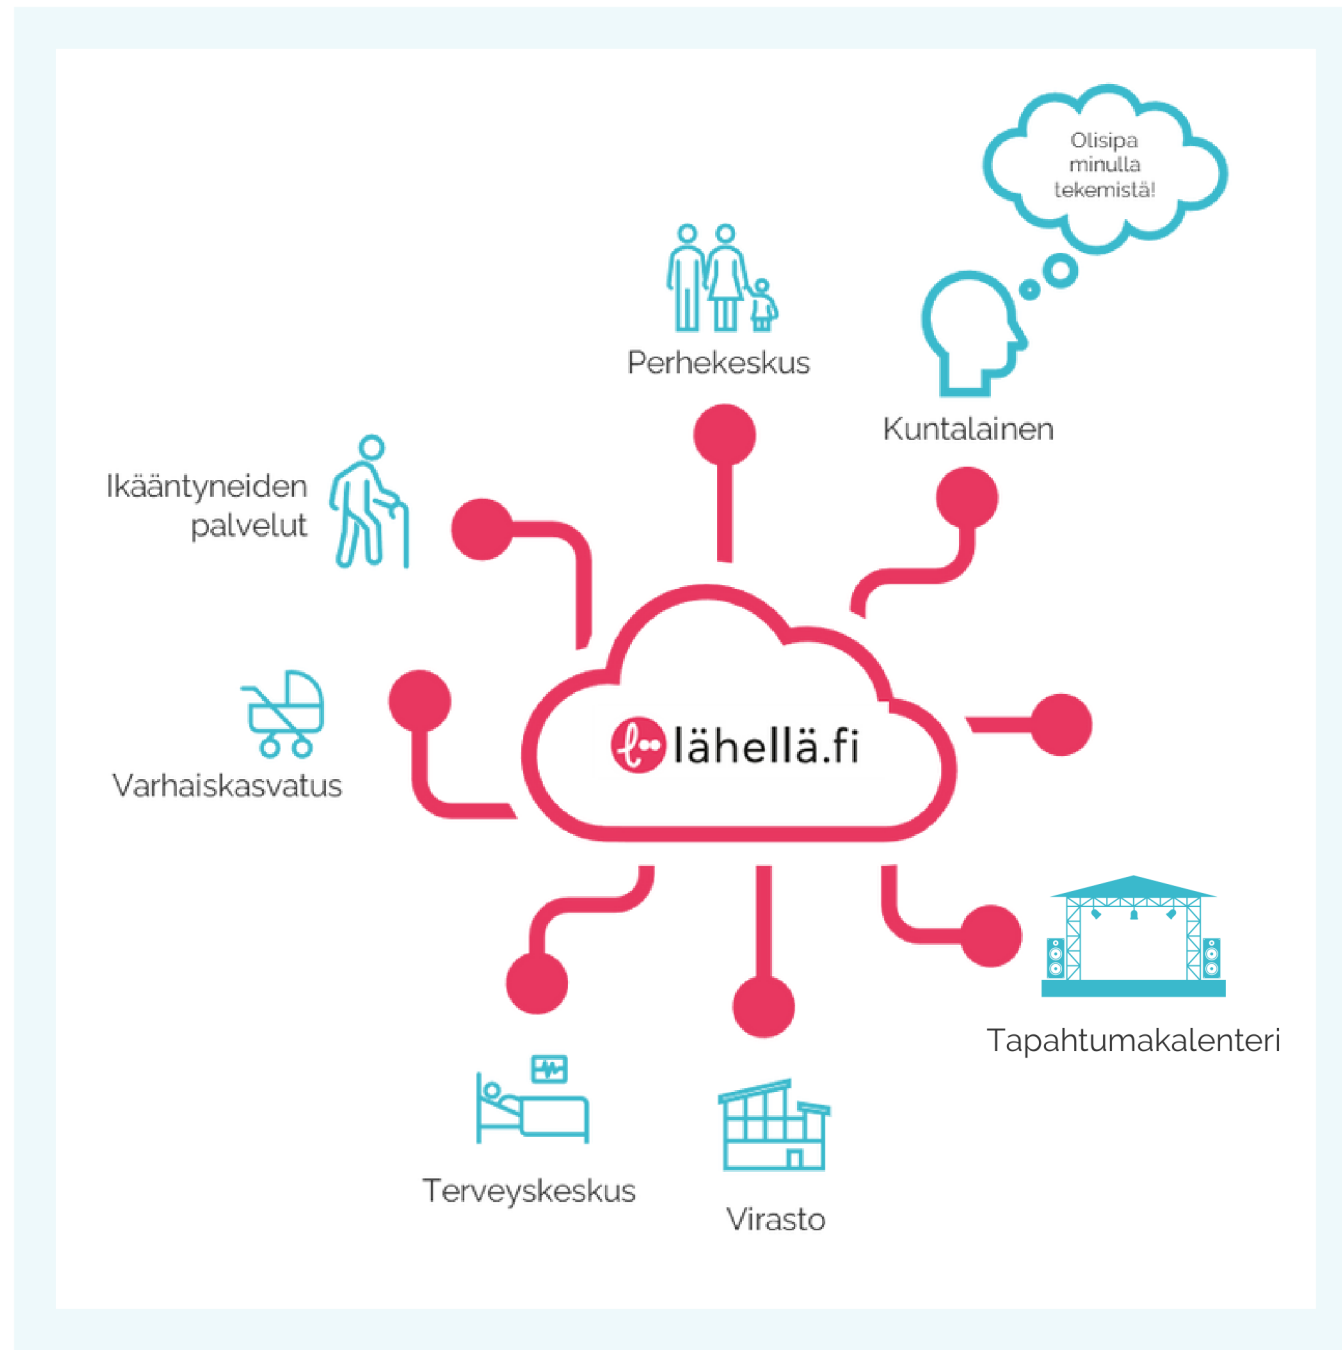 Olisipa
minulla
tekemistä!
Perhekeskus
Kuntalainen
Ikääntyneiden
palvelut
lähellä.fi
Varhaiskasvatus
Tapahtumakalenteri
Terveyskeskus
Virasto